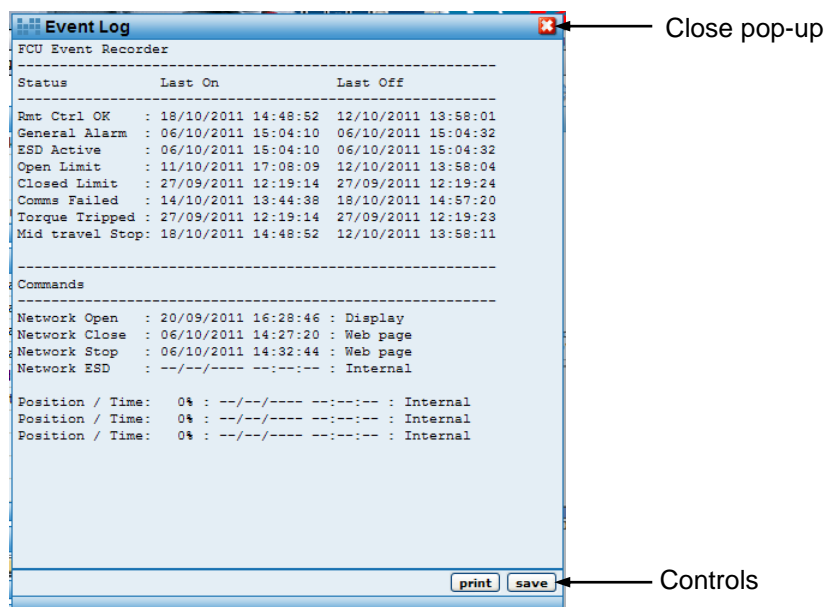 Event Log
Close pop-up
FCU Event Recorder
------------------------------------------------------------
Status Last On Last Off
------------------------------------------------------------
Rmt Ctrl OK : 18/10/2011 14:48:52 12/10/2011 13:58:01
General Alarm : 06/10/2011 15:04:10 06/10/2011 15:04:32
ESD Active : 06/10/2011 15:04:10 06/10/2011 15:04:32
Open Limit : 11/10/2011 17:08:09 12/10/2011 13:58:04
Closed Limit : 27/09/2011 12:19:14 27/09/2011 12:19:24
Comms Failed : 14/10/2011 13:44:38 18/10/2011 14:57:20
Torque Tripped : 27/09/2011 12:19:14 27/09/2011 12:19:23
Mid travel Stop: 18/10/2011 14:48:52 12/10/2011 13:58:11
------------------------------------------------------------
Commands
------------------------------------------------------------
Network Open : 20/09/2011 16:28:46 : Display
Network Close : 06/10/2011 14:27:20 : Web page
Network Stop : 06/10/2011 14:32:44 : Web page
Network ESD : --/--/---- --:--:-- : Internal
Position / Time: 0% : --/--/---- --:--:-- : Internal
Position / Time: 0% : --/--/---- --:--:-- : Internal
Position / Time: 0% : --/--/---- --:--:-- : Internal
print save
Controls